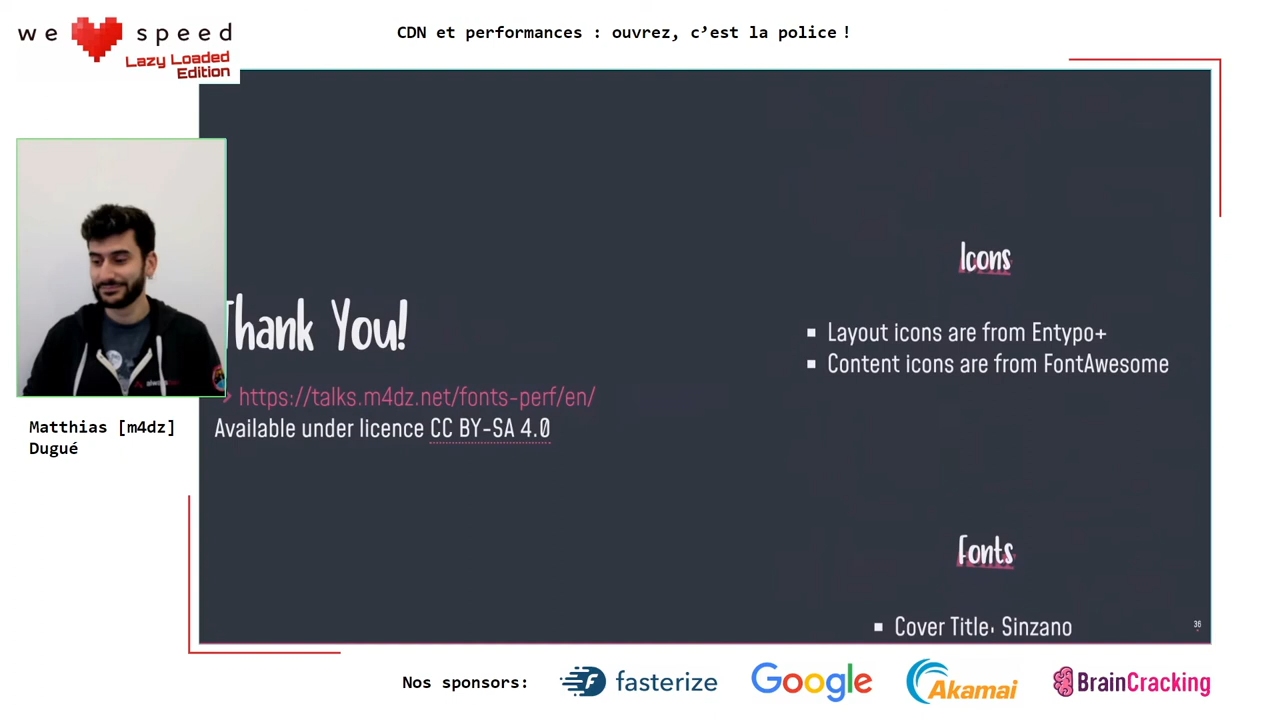 we speed
Lazy Loaded
Edition
CDN et performances : ouvrez, c’est la police !
Matthias [m4dz]
Dugué
Thank You!
https://talks.m4dz.net/fonts-perf/en/
Available under licence CC BY-SA 4.0
Icons
▪ Layout icons are from Entypo+
▪ Content icons are from FontAwesome
Fonts
▪ Cover Title: Sinzano
36
Nos sponsors:
fasterize
Google
Akamai
BrainCracking